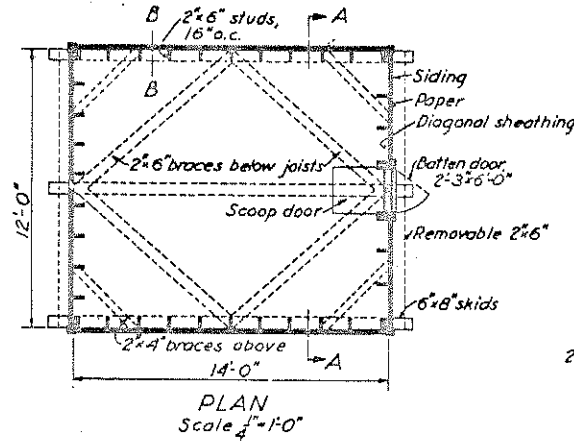 2"x6" studs,
16"o.c.
B
B
A
Siding
Paper
Diagonal sheathing
Batten door,
2'-3"x6'-0"
2"x6" braces below joists
Scoop door
12'-0"
Removable 2"x6"
6"x8" skids
2"x4" braces above
A
14'-0"
2
PLAN
Scale 1/4"=1'-0"